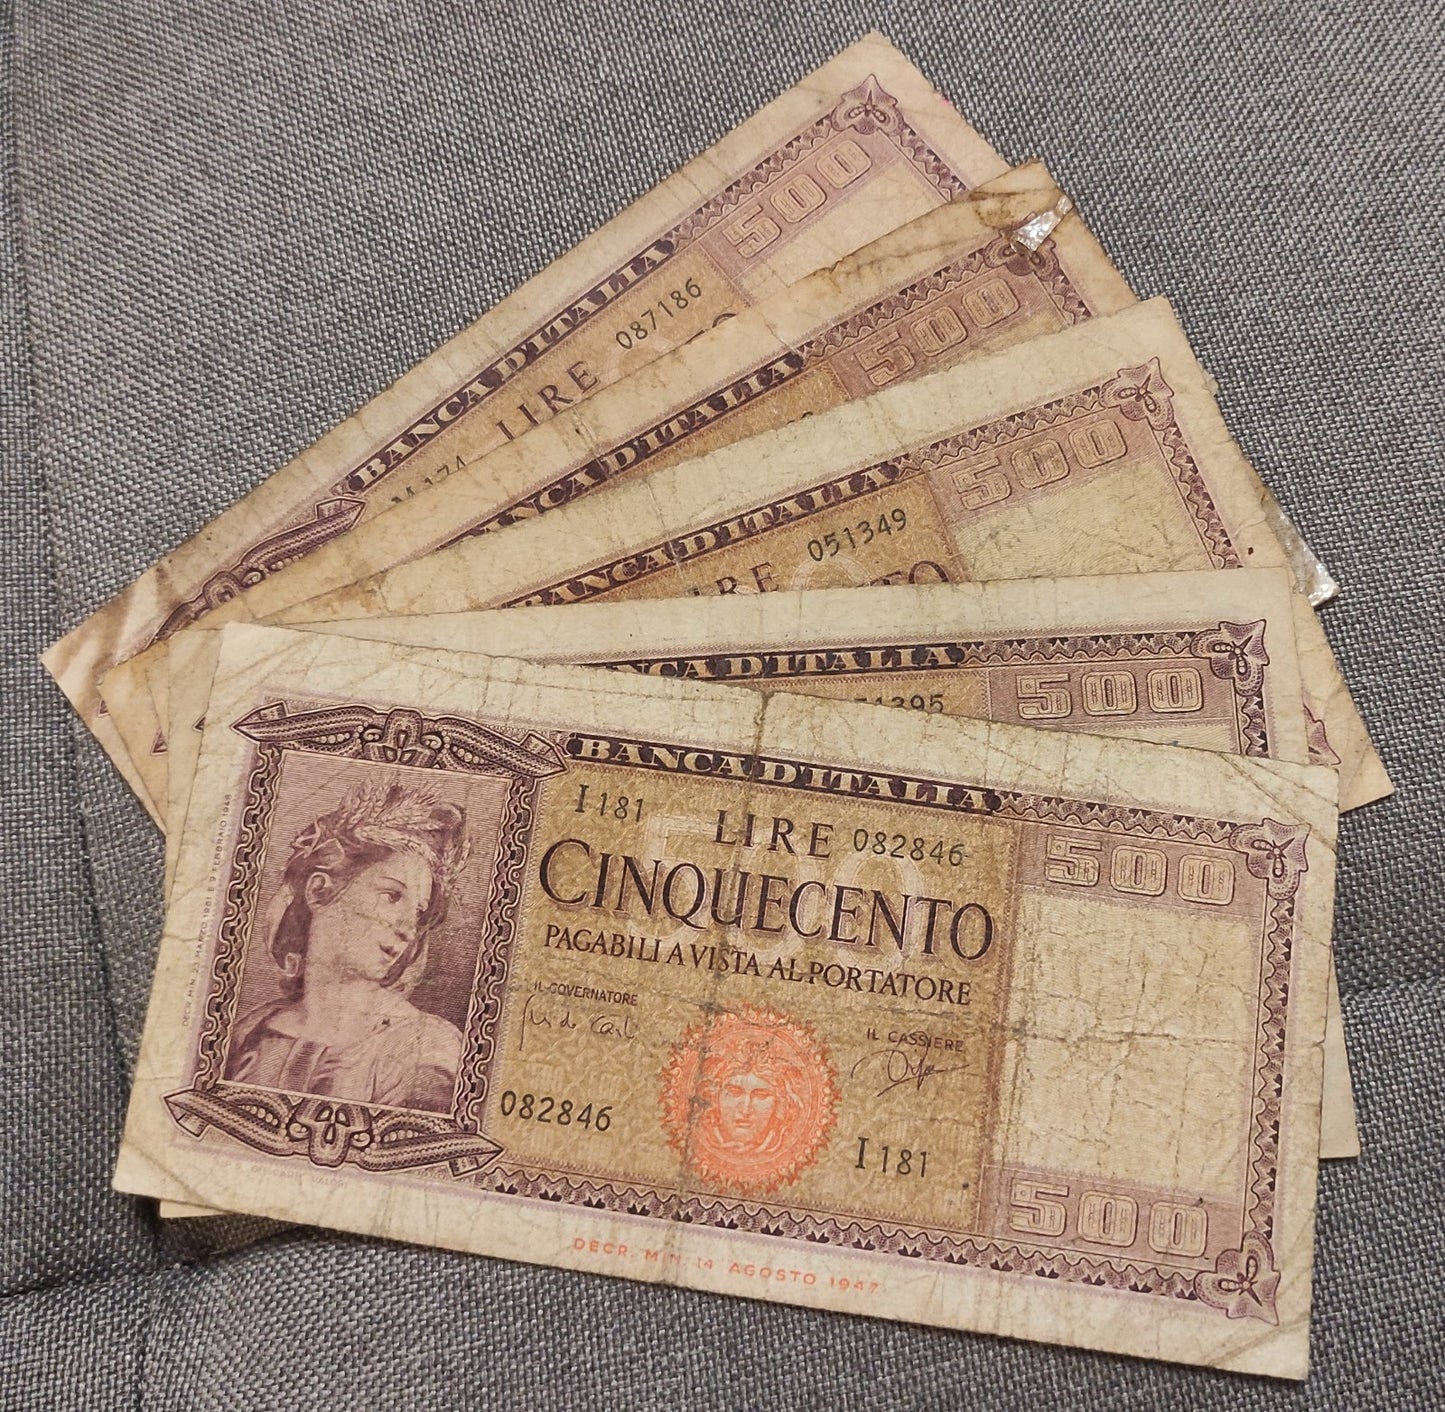 500
BANCA D'ITALIA
087186
LIRE
500
BANCA D'ITALIA
500
BANCA D'ITALIA
051349
LIRE
500
BANCA D'ITALIA
51395
BANCA D'ITALIA
I 181
LIRE 082846
500
CINQUECENTO
PAGABILI A VISTA AL PORTATORE
IL GOVERNATORE
IL CASSIERE
082846
I 181
500
DECR. MIN. 14 AGOSTO 1947